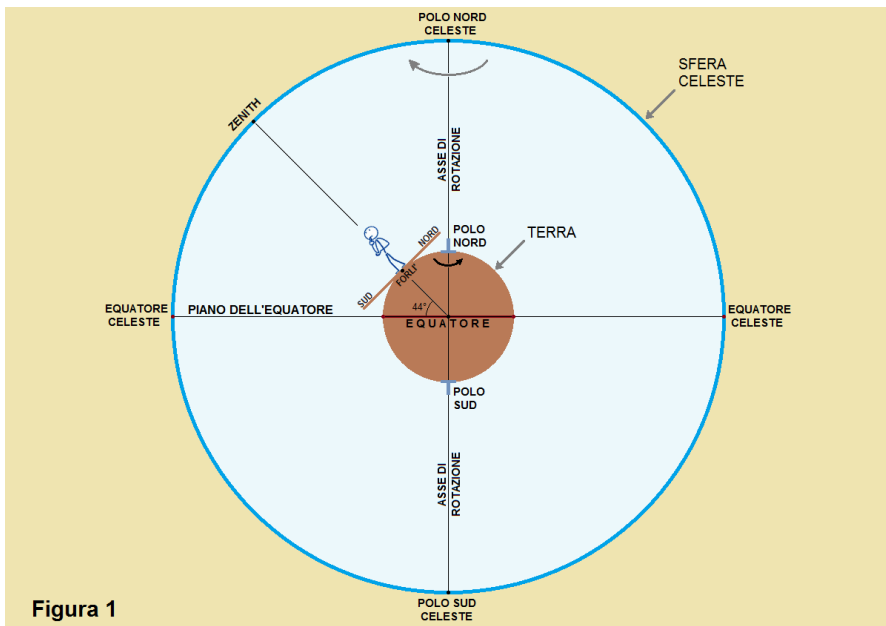 POLO NORD
CELESTE
SFERA
CELESTE
ZENITH
ASSE DI
ROTAZIONE
POLO
NORD
TERRA
NORD
FORLI'
SUD
44°
EQUATORE
CELESTE
PIANO DELL'EQUATORE
EQUATORE
EQUATORE
CELESTE
POLO
SUD
ASSE DI
ROTAZIONE
POLO SUD
CELESTE
Figura 1